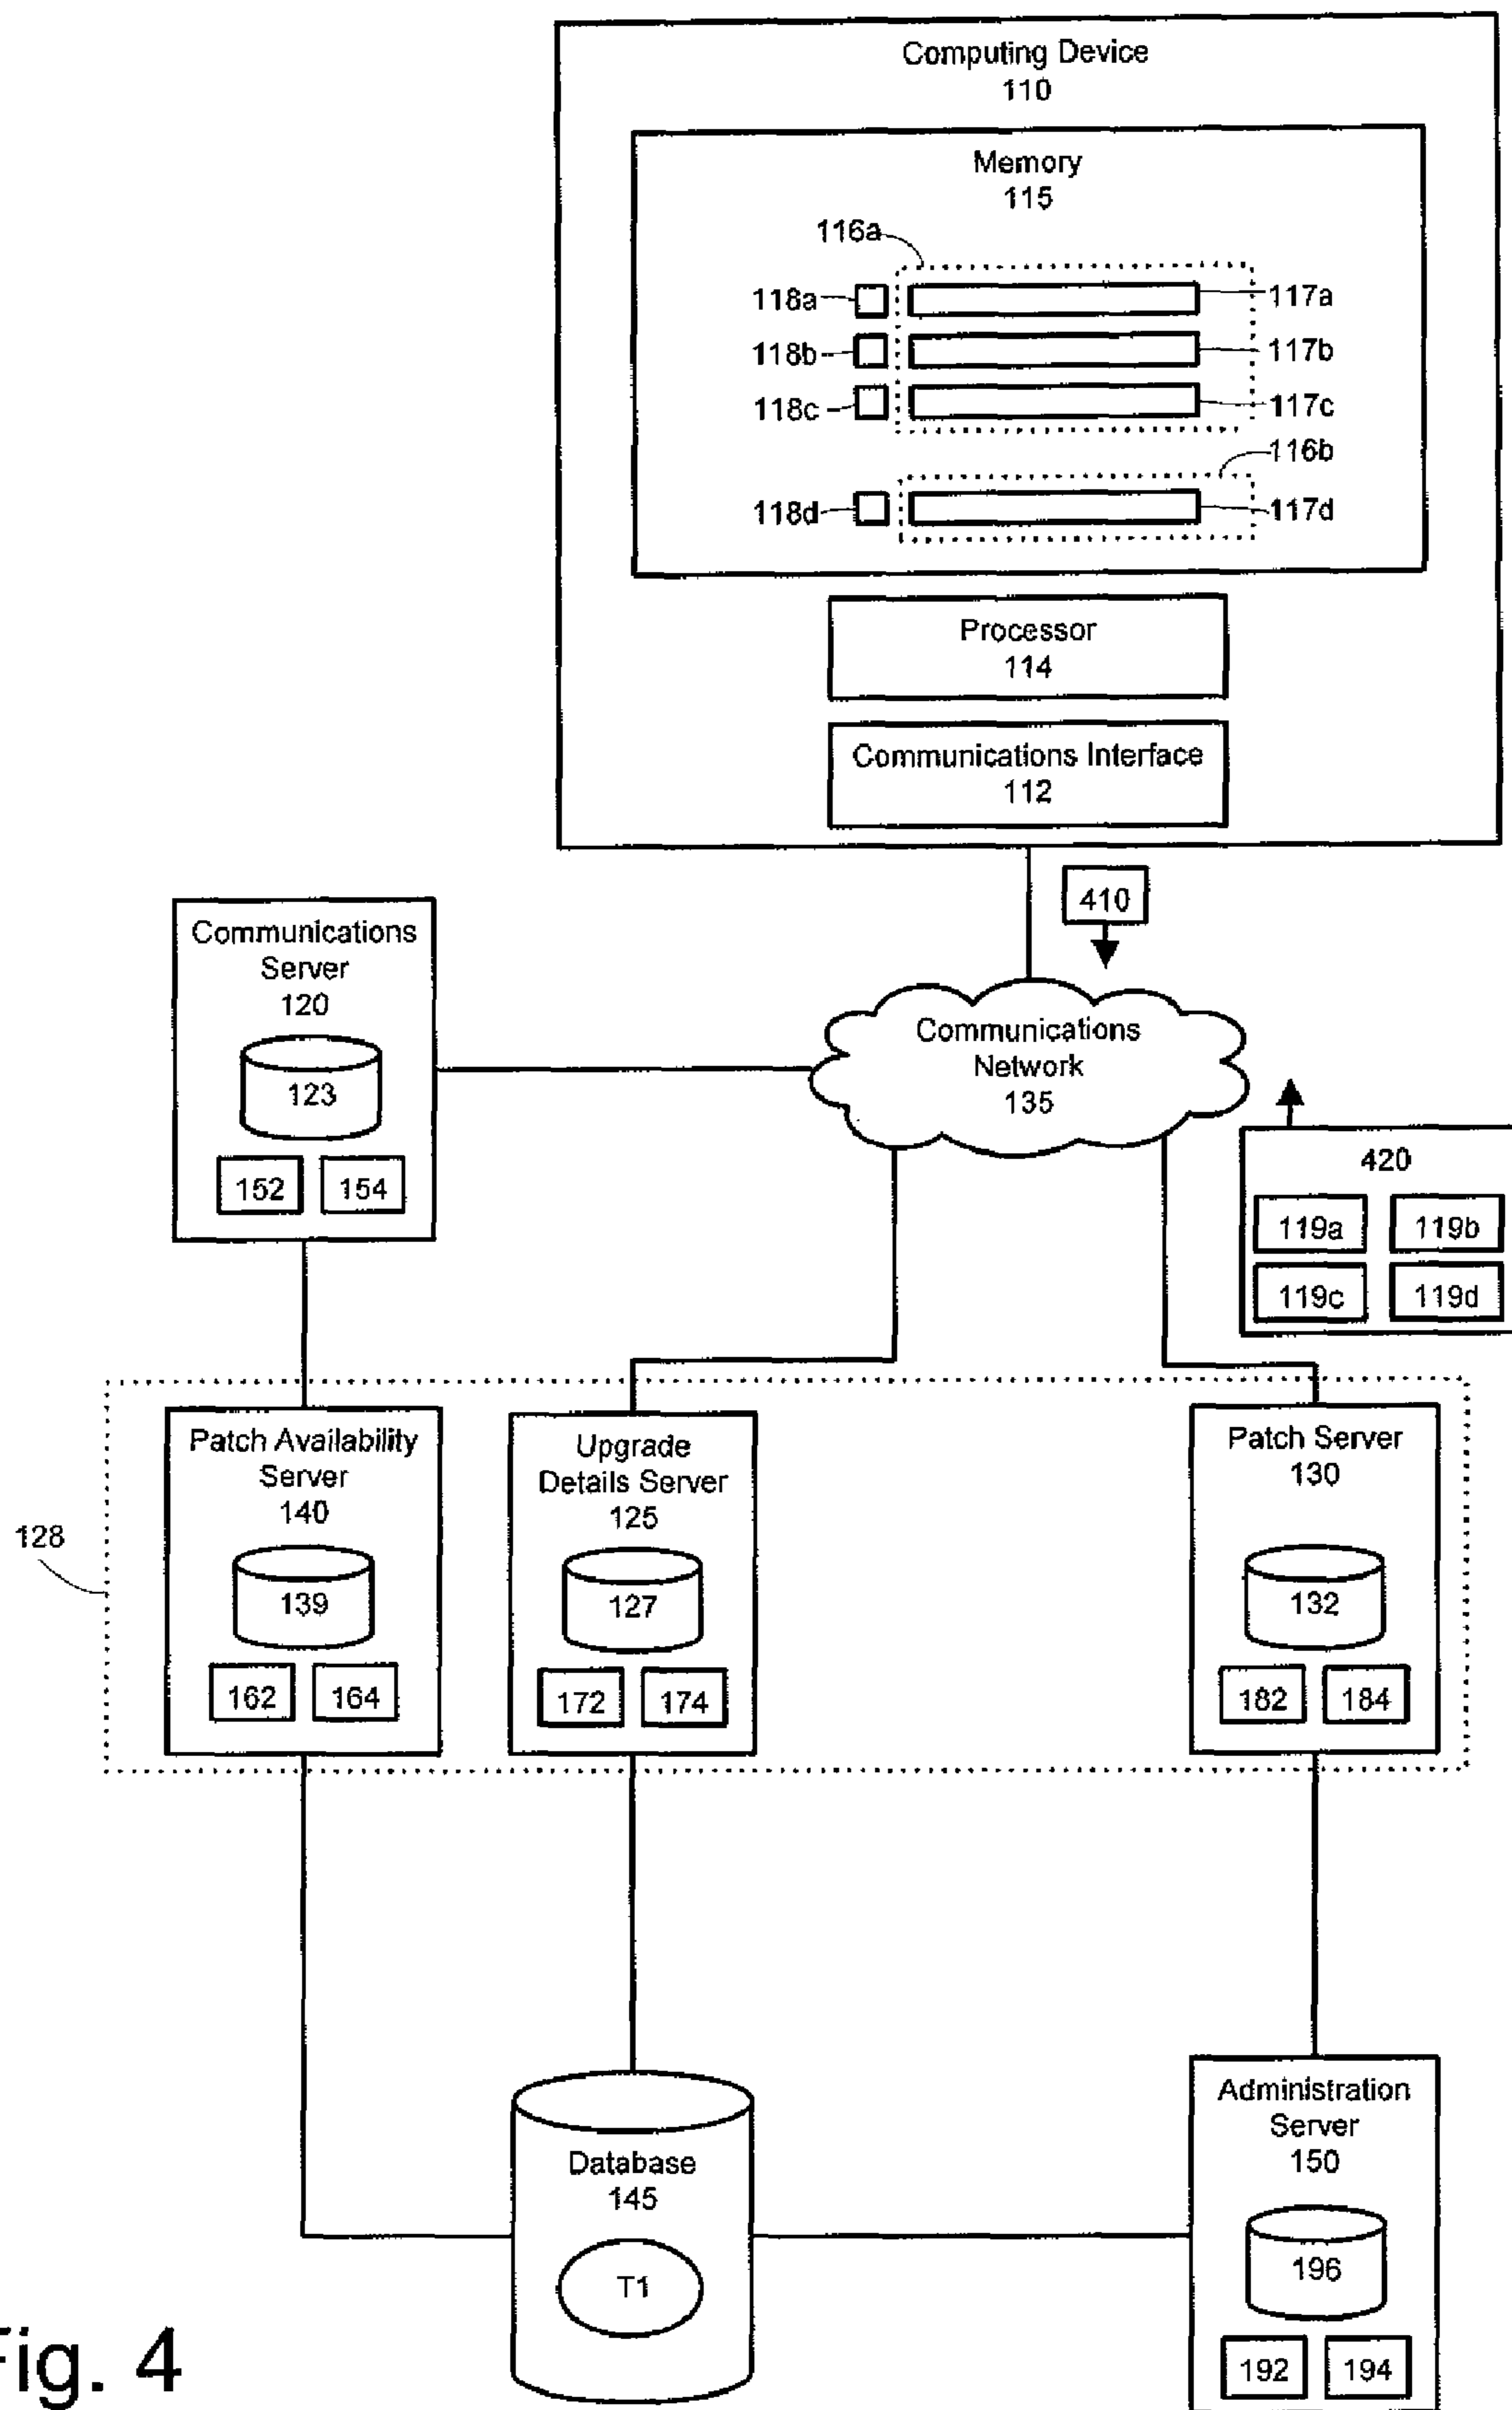 Computing Device
110
Memory
115
116a
118a
117a
118b
117b
118c
117c
116b
118d
117d
Processor
114
Communications Interface
112
410
Communications
Server
120
123
152 154
Communications
Network
135
420
119a 119b
119c 119d
128
Patch Availability
Server
140
139
162 164
Upgrade
Details Server
125
127
172 174
Patch Server
130
132
182 184
Database
145
T1
Administration
Server
150
196
192 194
Fig. 4